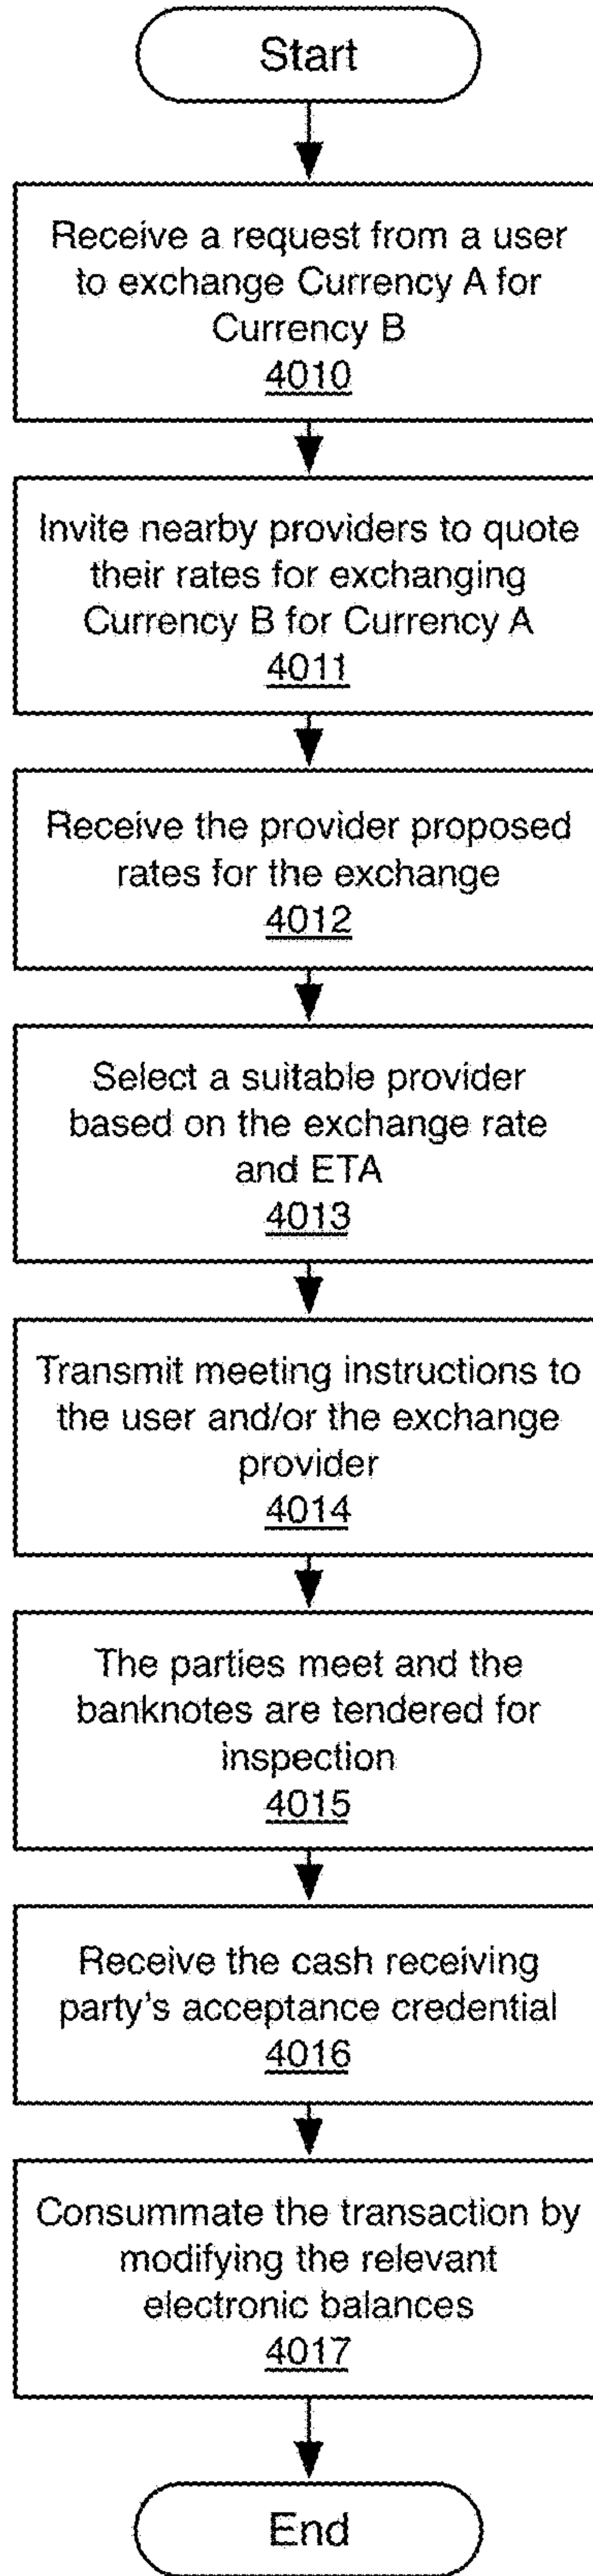 Start
Receive a request from a user
to exchange Currency A for
Currency B
4010
Invite nearby providers to quote
their rates for exchanging
Currency B for Currency A
4011
Receive the provider proposed
rates for the exchange
4012
Select a suitable provider
based on the exchange rate
and ETA
4013
Transmit meeting instructions to
the user and/or the exchange
provider
4014
The parties meet and the
banknotes are tendered for
inspection
4015
Receive the cash receiving
party's acceptance credential
4016
Consummate the transaction by
modifying the relevant
electronic balances
4017
End